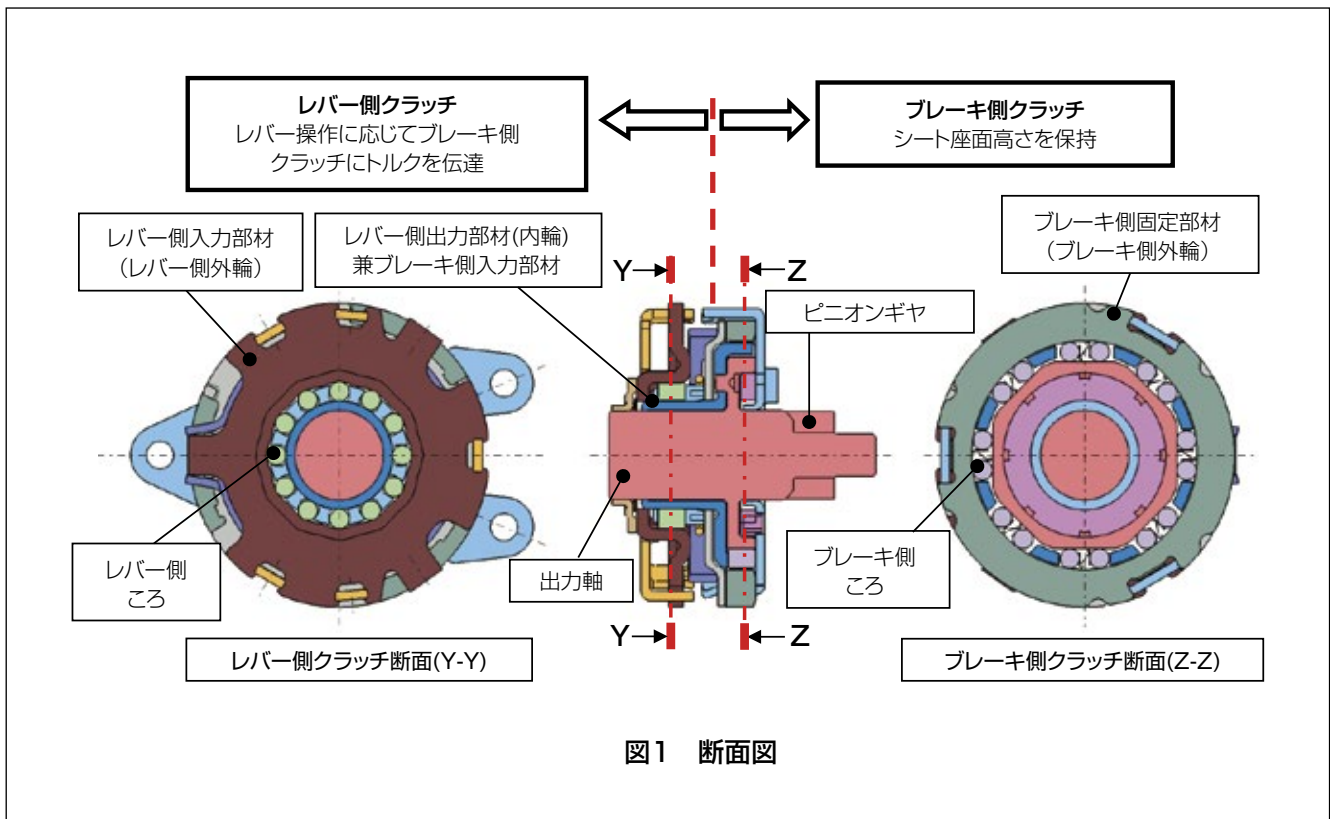 レバー側クラッチ
レバー操作に応じてブレーキ側
クラッチにトルクを伝達
ブレーキ側クラッチ
シート座面高さを保持
レバー側入力部材
(レバー側外輪)
レバー側出力部材(内輪)
兼ブレーキ側入力部材
Y
Z
ピニオンギヤ
ブレーキ側固定部材
(ブレーキ側外輪)
レバー側
ころ
出力軸
ブレーキ側
ころ
Y
Z
レバー側クラッチ断面(Y-Y)
ブレーキ側クラッチ断面(Z-Z)
図1 断面図